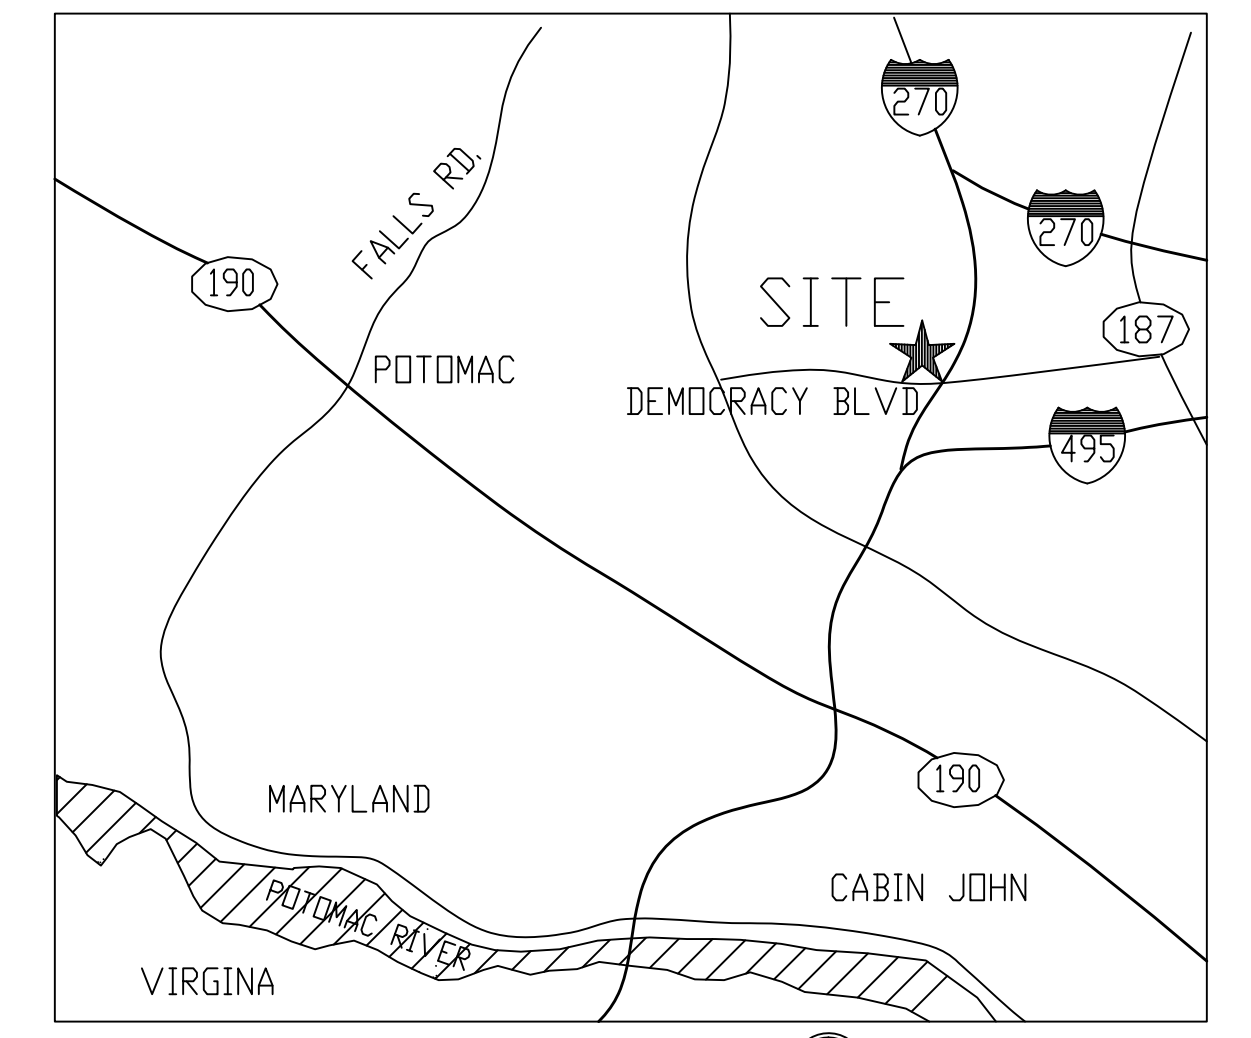 270
FALLS RD.
270
190
SITE
187
POTOMAC
DEMOCRACY BLVD
495
190
MARYLAND
CABIN JOHN
POTOMAC RIVER
VIRGINA